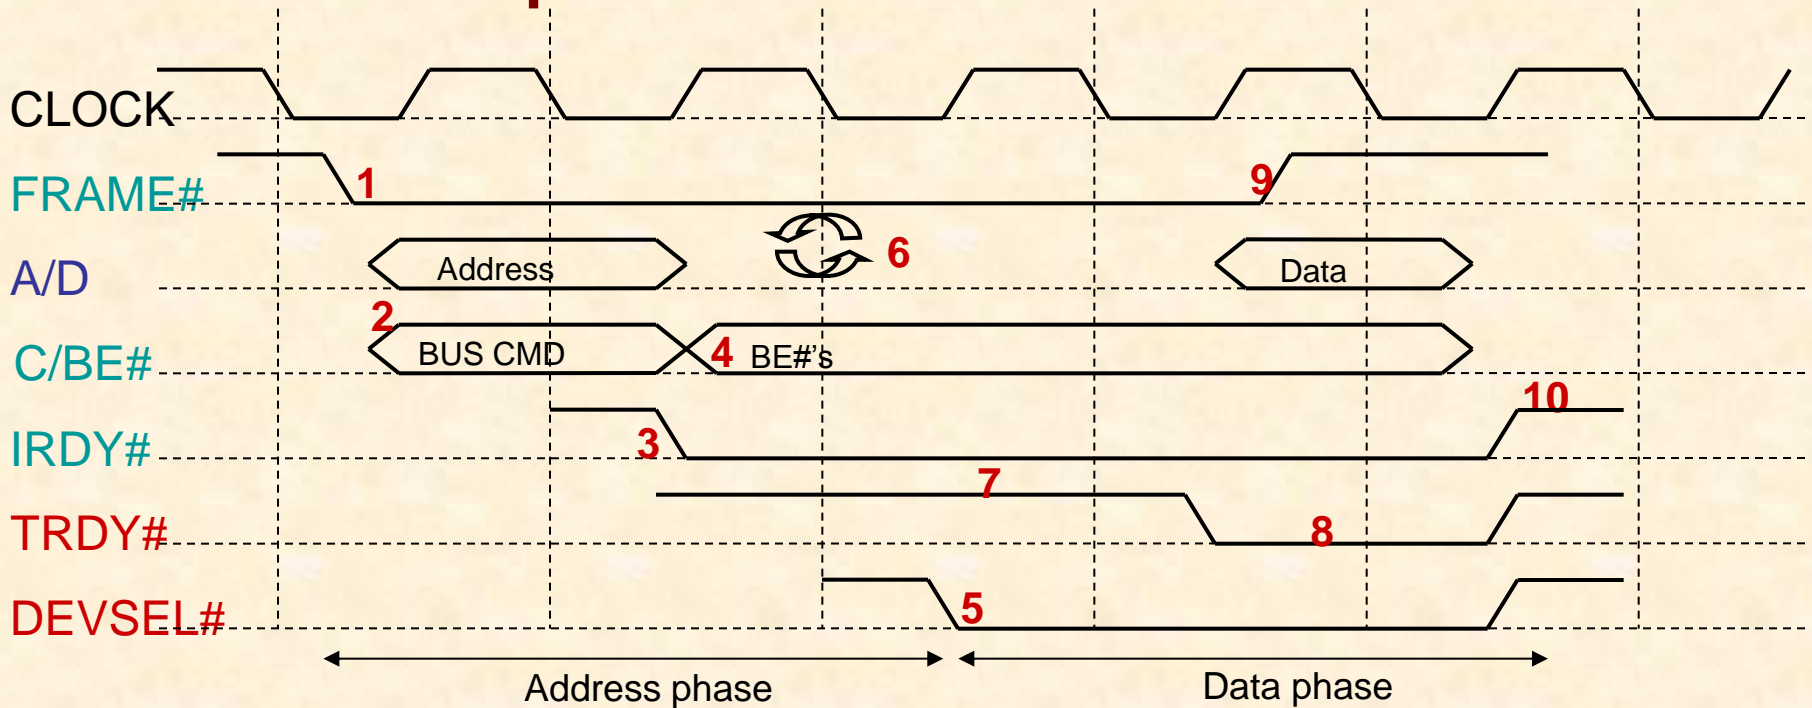 CLOCK
FRAME#
1
9
A/D
Address
6
Data
C/BE#
2
BUS CMD
4
BE#'s
IRDY#
3
10
TRDY#
7
8
DEVSEL#
5
Address phase
Data phase